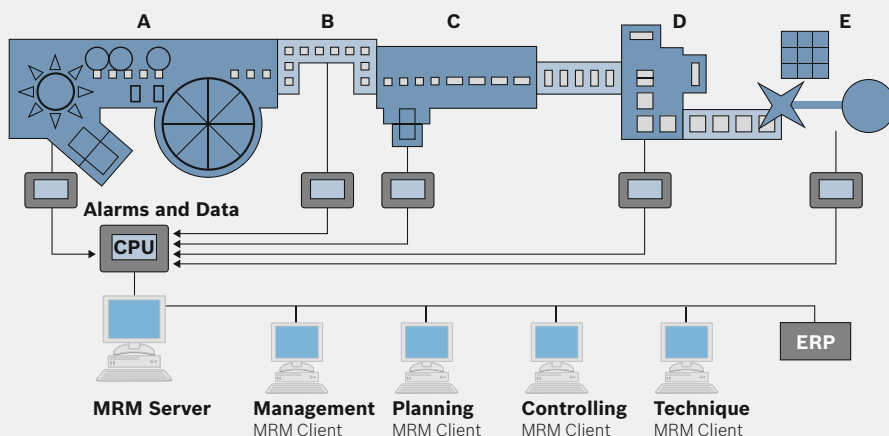 A B C D E
Alarms and Data
CPU
ERP
MRM Server Management Planning Controlling Technique
MRM Client MRM Client MRM Client MRM Client